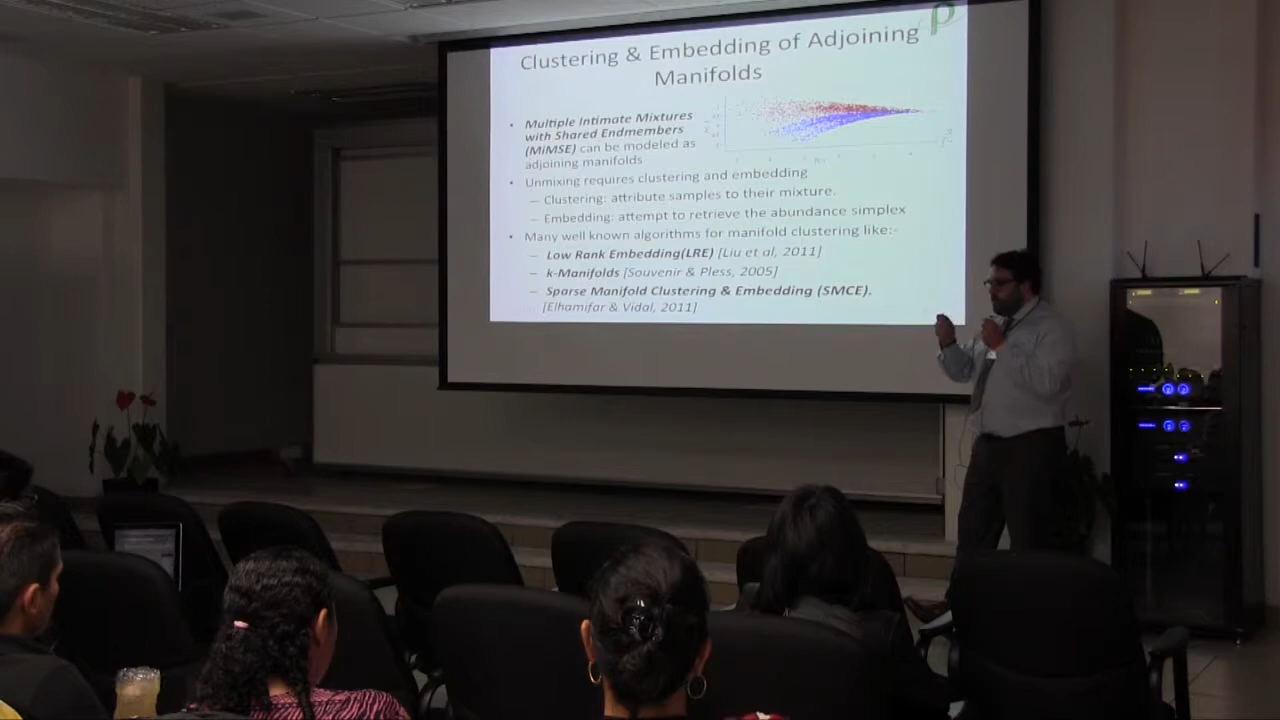 Clustering & Embedding of Adjoining
Manifolds
• Multiple Intimate Mixtures
with Shared Endmembers
(MiMSE) can be modeled as
adjoining manifolds
• Unmixing requires clustering and embedding
– Clustering: attribute samples to their mixture.
– Embedding: attempt to retrieve the abundance simplex
• Many well known algorithms for manifold clustering like:-
– Low Rank Embedding(LRE) [Liu et al, 2011]
– k-Manifolds [Souvenir & Pless, 2005]
– Sparse Manifold Clustering & Embedding (SMCE).
[Elhamifar & Vidal, 2011]